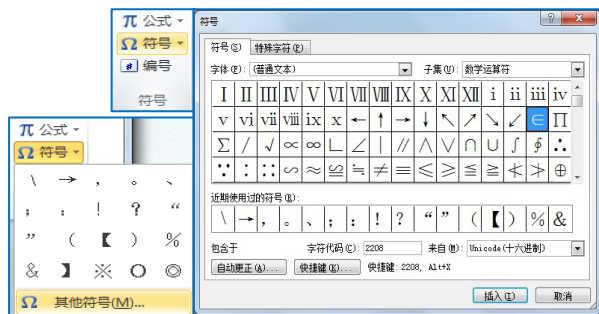 π 公式
Ω 符号
# 编号
符号
π 公式
Ω 符号
\ → , 。 、
; : ! ? “
” ( 【 ) %
& 】 ※ ○ ◎
Ω 其他符号(M)...
符号
符号(S) 特殊字符(P)
字体(F): (普通文本) 子集(U): 数学运算符
Ⅰ Ⅱ Ⅲ Ⅳ Ⅴ Ⅵ Ⅶ Ⅷ Ⅸ Ⅹ Ⅺ Ⅻ ⅰ ⅱ ⅲ ⅳ
ⅴ ⅵ ⅶ ⅷ ⅸ ⅹ ← ↑ → ↓ ↖ ↗ ↘ ↙ ∈ ∏
∑ ∕ √ ∝ ∞ ∟ ∠ ∣ ∥ ∧ ∨ ∩ ∪ ∫ ∮ ∴
∵ ∶ ∷ ∽ ≈ ≌ ≒ ≠ ≡ ≤ ≥ ≦ ≧ ≮ ≯ ⊕
近期使用过的符号(R):
\ → , 。 、 ; : ! ? “ ” ( 【 ) % &
包含于 字符代码(C): 2208 来自(M): Unicode(十六进制)
自动更正(A)... 快捷键(K)... 快捷键: 2208, Alt+X
插入(I) 取消